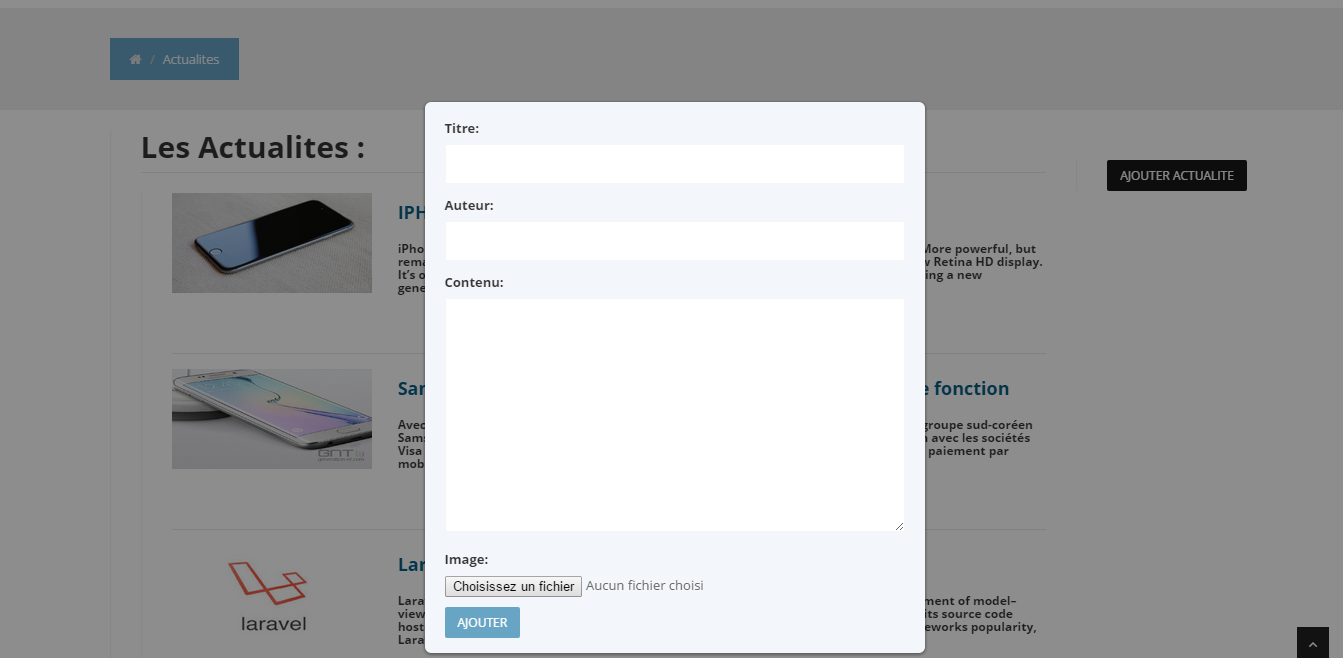 Actualites
Les Actualites :
AJOUTER ACTUALITE
Titre:
Auteur:
Contenu:
Image:
Choisissez un fichier Aucun fichier choisi
AJOUTER
IPH
iPho
More powerful, but
rema
Retina HD display.
It's o
ing a new
gene
Sam
e fonction
Avec
groupe sud-coréen
Sams
n avec les sociétés
Visa
paiement par
mob
GNT
laravel
Lar
Lara
ment of model–
view
its source code
host
eworks popularity,
Lara